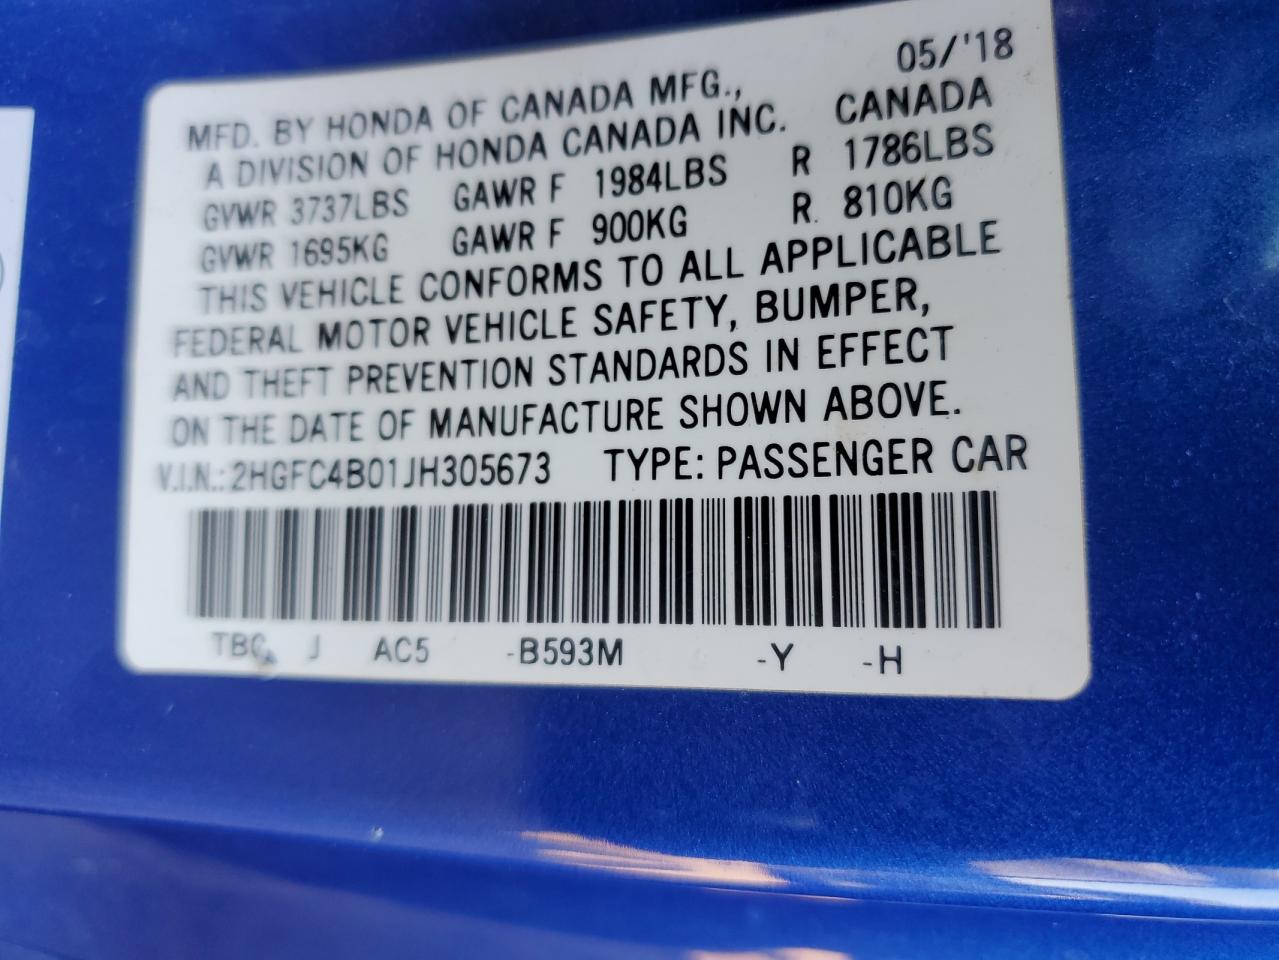 05/'18
MFD. BY HONDA OF CANADA MFG.,
A DIVISION OF HONDA CANADA INC. CANADA
GVWR 3737LBS GAWR F 1984LBS R 1786LBS
GVWR 1695KG GAWR F 900KG R 810KG
THIS VEHICLE CONFORMS TO ALL APPLICABLE
FEDERAL MOTOR VEHICLE SAFETY, BUMPER,
AND THEFT PREVENTION STANDARDS IN EFFECT
ON THE DATE OF MANUFACTURE SHOWN ABOVE.
V.I.N.: 2HGFC4B01JH305673 TYPE: PASSENGER CAR
J AC5 -B593M -Y -H